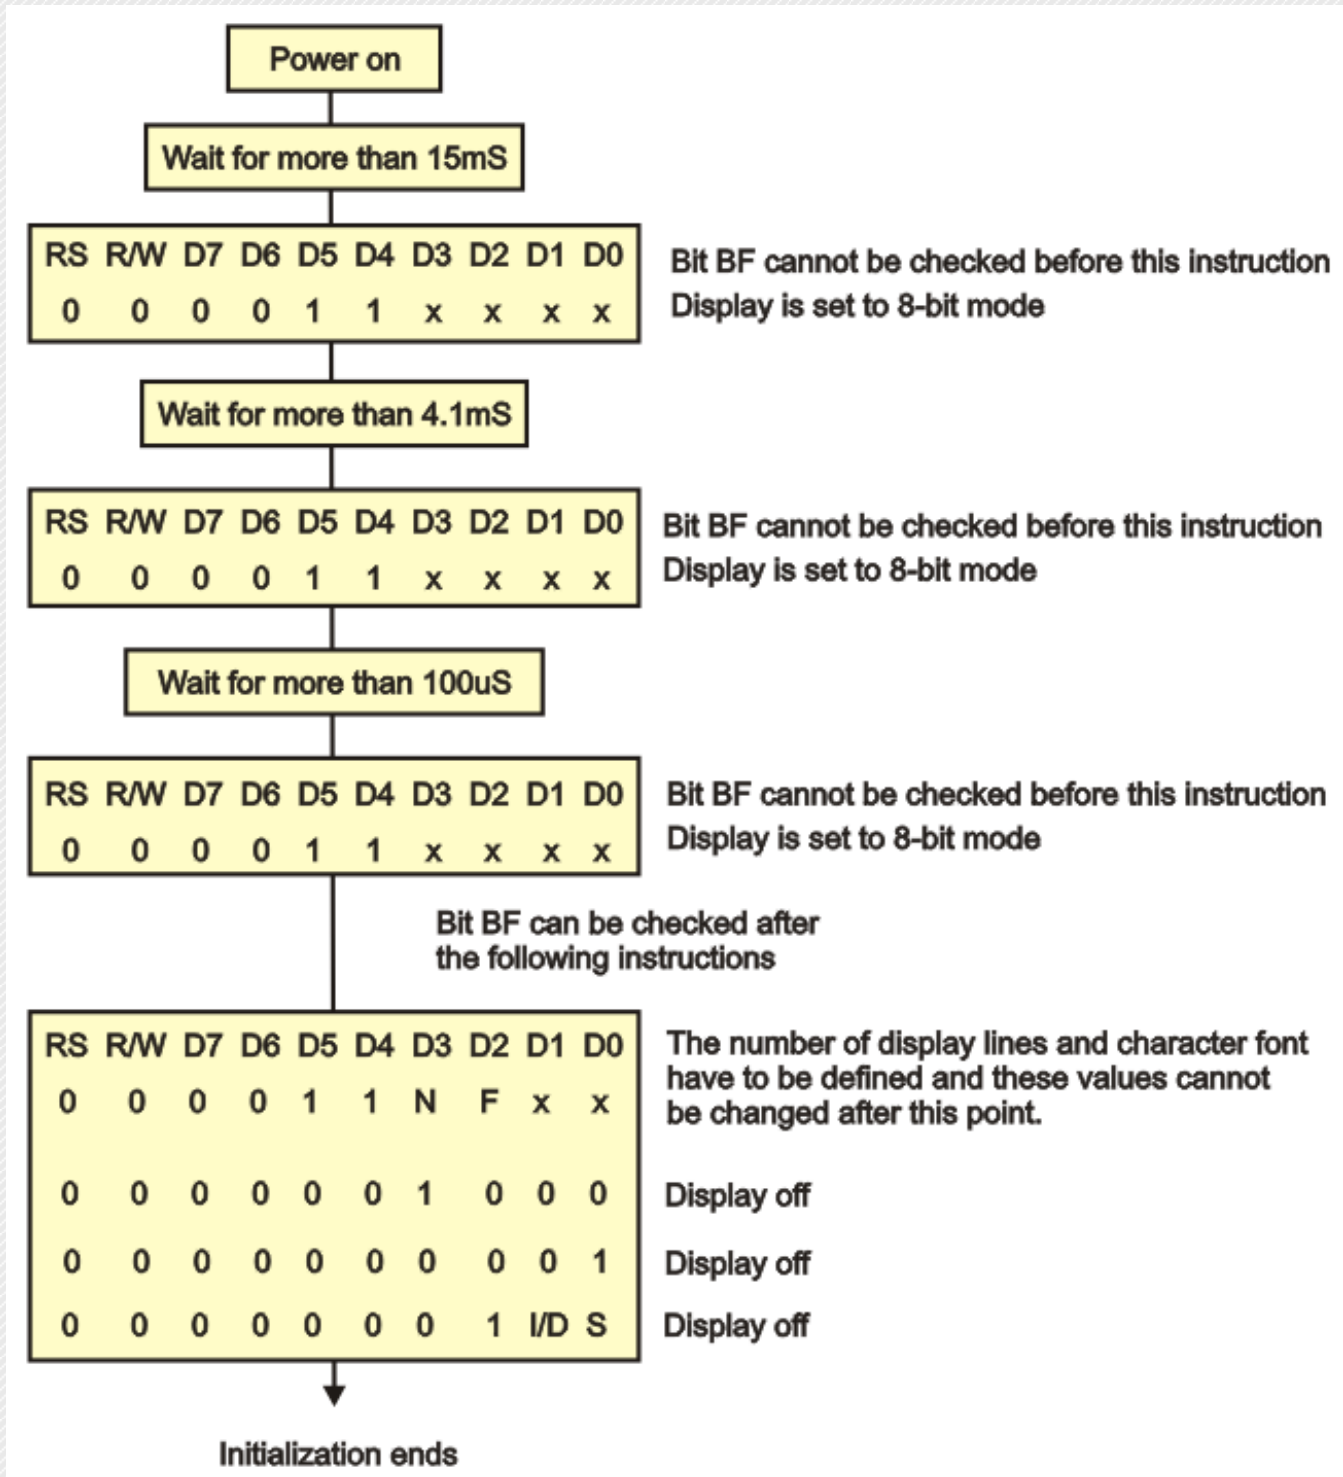 Power on
Wait for more than 15mS
RS R/W D7 D6 D5 D4 D3 D2 D1 D0
0 0 0 0 1 1 x x x x
Bit BF cannot be checked before this instruction
Display is set to 8-bit mode
Wait for more than 4.1mS
RS R/W D7 D6 D5 D4 D3 D2 D1 D0
0 0 0 0 1 1 x x x x
Bit BF cannot be checked before this instruction
Display is set to 8-bit mode
Wait for more than 100uS
RS R/W D7 D6 D5 D4 D3 D2 D1 D0
0 0 0 0 1 1 x x x x
Bit BF cannot be checked before this instruction
Display is set to 8-bit mode
Bit BF can be checked after
the following instructions
RS R/W D7 D6 D5 D4 D3 D2 D1 D0
0 0 0 0 1 1 N F x x
The number of display lines and character font
have to be defined and these values cannot
be changed after this point.
0 0 0 0 0 0 1 0 0 0 Display off
0 0 0 0 0 0 0 0 0 1 Display off
0 0 0 0 0 0 0 1 I/D S Display off
Initialization ends